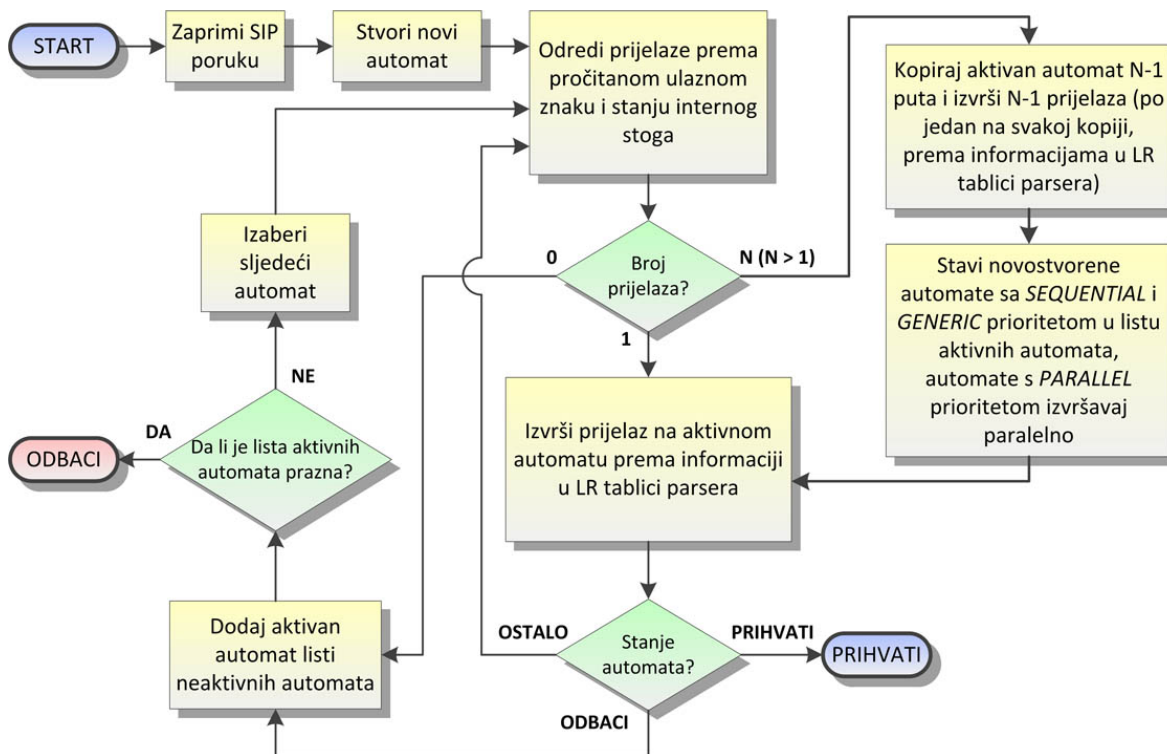 START
Zaprimi SIP
poruku
Stvori novi
automat
Odredi prijelaze prema
pročitanom ulaznom
znaku i stanju internog
stoga
Kopiraj aktivan automat N-1
puta i izvrši N-1 prijelaza (po
jedan na svakoj kopiji,
prema informacijama u LR
tablici parsera)
Izaberi
sljedeći
automat
0
Broj
prijelaza?
N (N > 1)
1
Stavi novostvorene
automate sa SEQUENTIAL i
GENERIC prioritetom u listu
aktivnih automata,
automate s PARALLEL
prioritetom izvršavaj
paralelno
NE
DA
ODBACI
Da li je lista aktivnih
automata prazna?
Izvrši prijelaz na aktivnom
automatu prema informaciji
u LR tablici parsera
Dodaj aktivan
automat listi
neaktivnih automata
OSTALO
Stanje
automata?
PRIHVATI
PRIHVATI
ODBACI